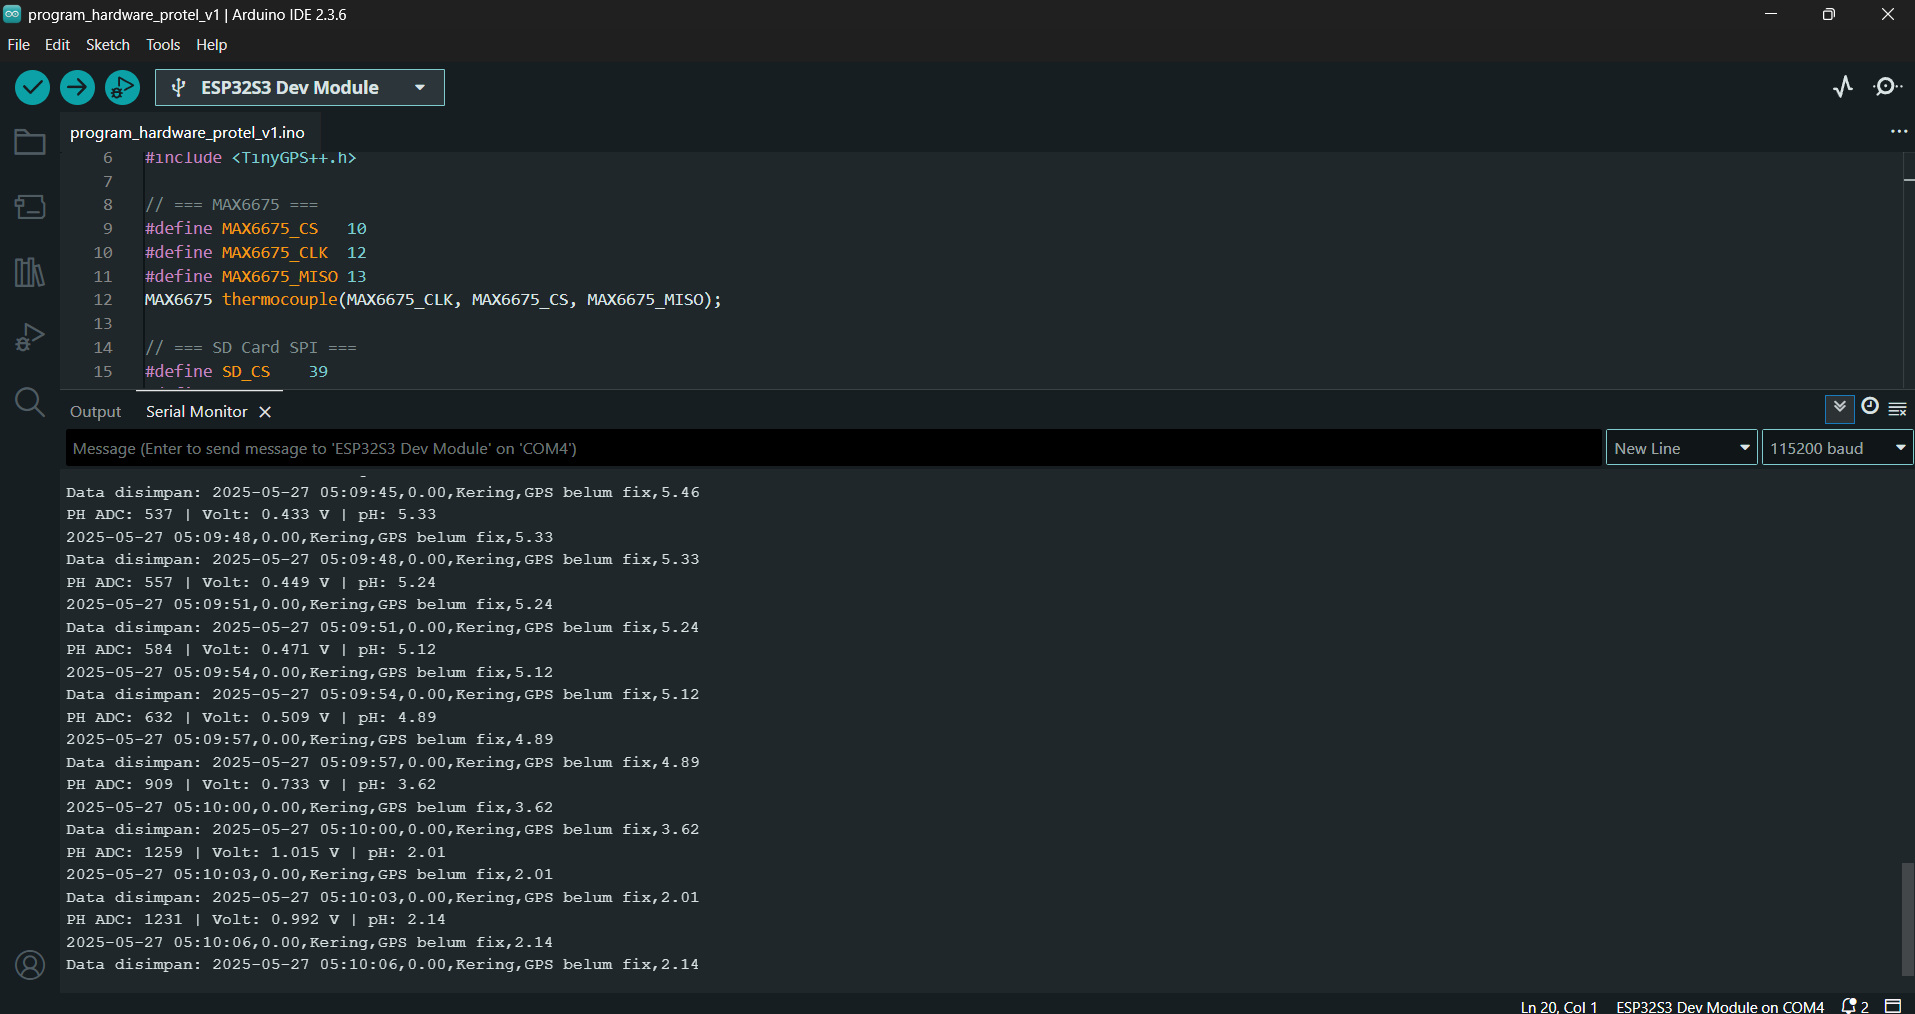 program_hardware_protel_v1 | Arduino IDE 2.3.6
File Edit Sketch Tools Help
ESP32S3 Dev Module
program_hardware_protel_v1.ino
6 #include <TinyGPS++.h>
7
8 // === MAX6675 ===
9 #define MAX6675_CS 10
10 #define MAX6675_CLK 12
11 #define MAX6675_MISO 13
12 MAX6675 thermocouple(MAX6675_CLK, MAX6675_CS, MAX6675_MISO);
13
14 // === SD Card SPI ===
15 #define SD_CS 39
Output Serial Monitor
Message (Enter to send message to 'ESP32S3 Dev Module' on 'COM4') New Line 115200 baud
Data disimpan: 2025-05-27 05:09:45,0.00,Kering,GPS belum fix,5.46
PH ADC: 537 | Volt: 0.433 V | pH: 5.33
2025-05-27 05:09:48,0.00,Kering,GPS belum fix,5.33
Data disimpan: 2025-05-27 05:09:48,0.00,Kering,GPS belum fix,5.33
PH ADC: 557 | Volt: 0.449 V | pH: 5.24
2025-05-27 05:09:51,0.00,Kering,GPS belum fix,5.24
Data disimpan: 2025-05-27 05:09:51,0.00,Kering,GPS belum fix,5.24
PH ADC: 584 | Volt: 0.471 V | pH: 5.12
2025-05-27 05:09:54,0.00,Kering,GPS belum fix,5.12
Data disimpan: 2025-05-27 05:09:54,0.00,Kering,GPS belum fix,5.12
PH ADC: 632 | Volt: 0.509 V | pH: 4.89
2025-05-27 05:09:57,0.00,Kering,GPS belum fix,4.89
Data disimpan: 2025-05-27 05:09:57,0.00,Kering,GPS belum fix,4.89
PH ADC: 909 | Volt: 0.733 V | pH: 3.62
2025-05-27 05:10:00,0.00,Kering,GPS belum fix,3.62
Data disimpan: 2025-05-27 05:10:00,0.00,Kering,GPS belum fix,3.62
PH ADC: 1259 | Volt: 1.015 V | pH: 2.01
2025-05-27 05:10:03,0.00,Kering,GPS belum fix,2.01
Data disimpan: 2025-05-27 05:10:03,0.00,Kering,GPS belum fix,2.01
PH ADC: 1231 | Volt: 0.992 V | pH: 2.14
2025-05-27 05:10:06,0.00,Kering,GPS belum fix,2.14
Data disimpan: 2025-05-27 05:10:06,0.00,Kering,GPS belum fix,2.14
Ln 20, Col 1 ESP32S3 Dev Module on COM4 2